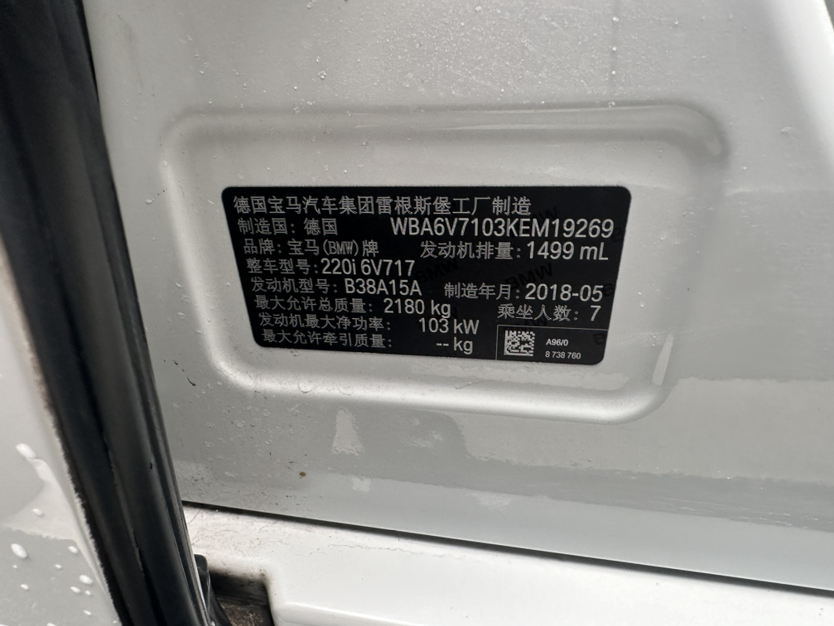 德国宝马汽车集团雷根斯堡工厂制造
制造国：德国 WBA6V7103KEM19269
品牌：宝马(BMW)牌 发动机排量：1499 mL
整车型号：220i 6V717
发动机型号：B38A15A 制造年月：2018-05
最大允许总质量：2180 kg 乘坐人数：7
发动机最大净功率：103 kW
最大允许牵引质量：-- kg
A96/0
8 738 760